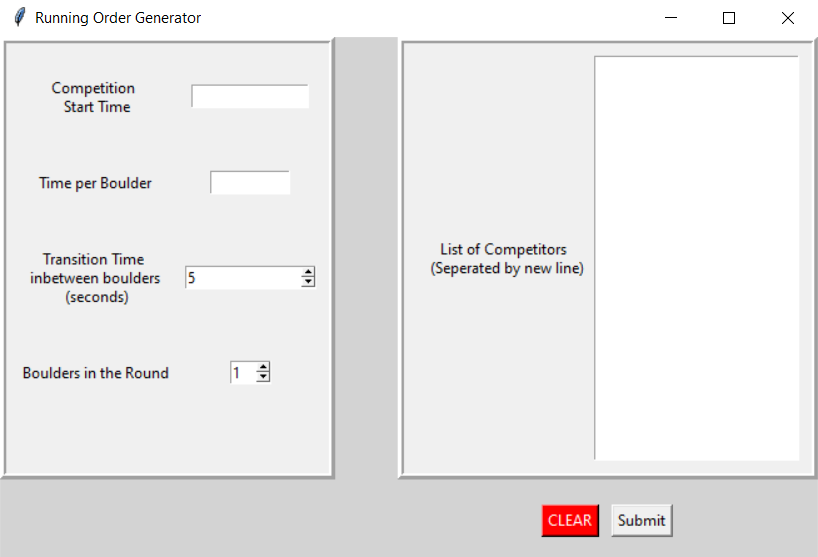 Running Order Generator
Competition
Start Time
Time per Boulder
Transition Time
inbetween boulders
(seconds)
5
Boulders in the Round
1
List of Competitors
(Seperated by new line)
CLEAR
Submit